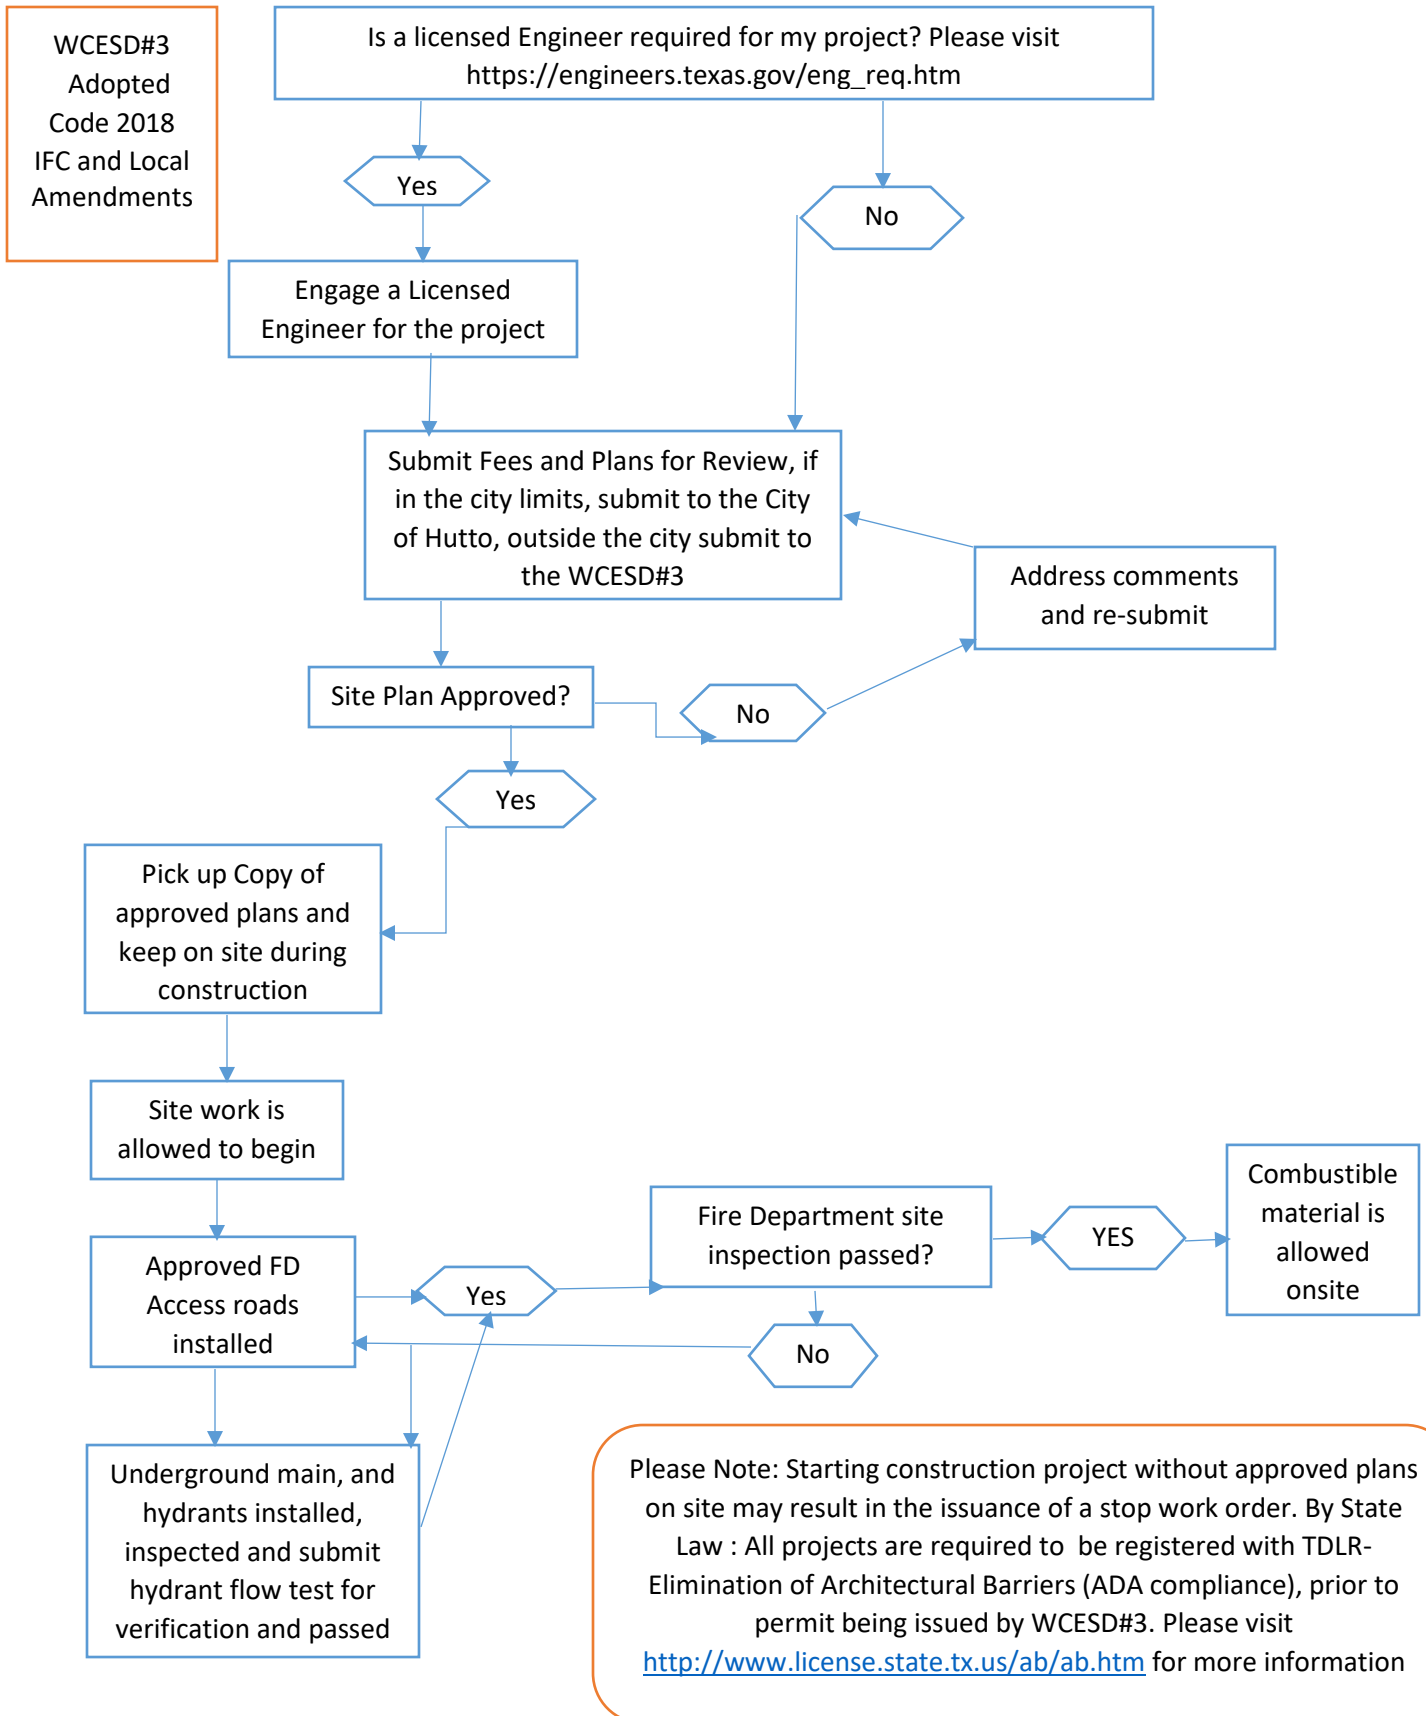 WCESD#3
Adopted
Code 2018
IFC and Local
Amendments
Is a licensed Engineer required for my project? Please visit
https://engineers.texas.gov/eng_req.htm
Yes
No
Engage a Licensed
Engineer for the project
Submit Fees and Plans for Review, if
in the city limits, submit to the City
of Hutto, outside the city submit to
the WCESD#3
Address comments
and re-submit
Site Plan Approved?
No
Yes
Pick up Copy of
approved plans and
keep on site during
construction
Site work is
allowed to begin
Approved FD
Access roads
installed
Yes
Fire Department site
inspection passed?
YES
Combustible
material is
allowed
onsite
No
Underground main, and
hydrants installed,
inspected and submit
hydrant flow test for
verification and passed
Please Note: Starting construction project without approved plans
on site may result in the issuance of a stop work order. By State
Law : All projects are required to  be registered with TDLR-
Elimination of Architectural Barriers (ADA compliance), prior to
permit being issued by WCESD#3. Please visit
http://www.license.state.tx.us/ab/ab.htm for more information